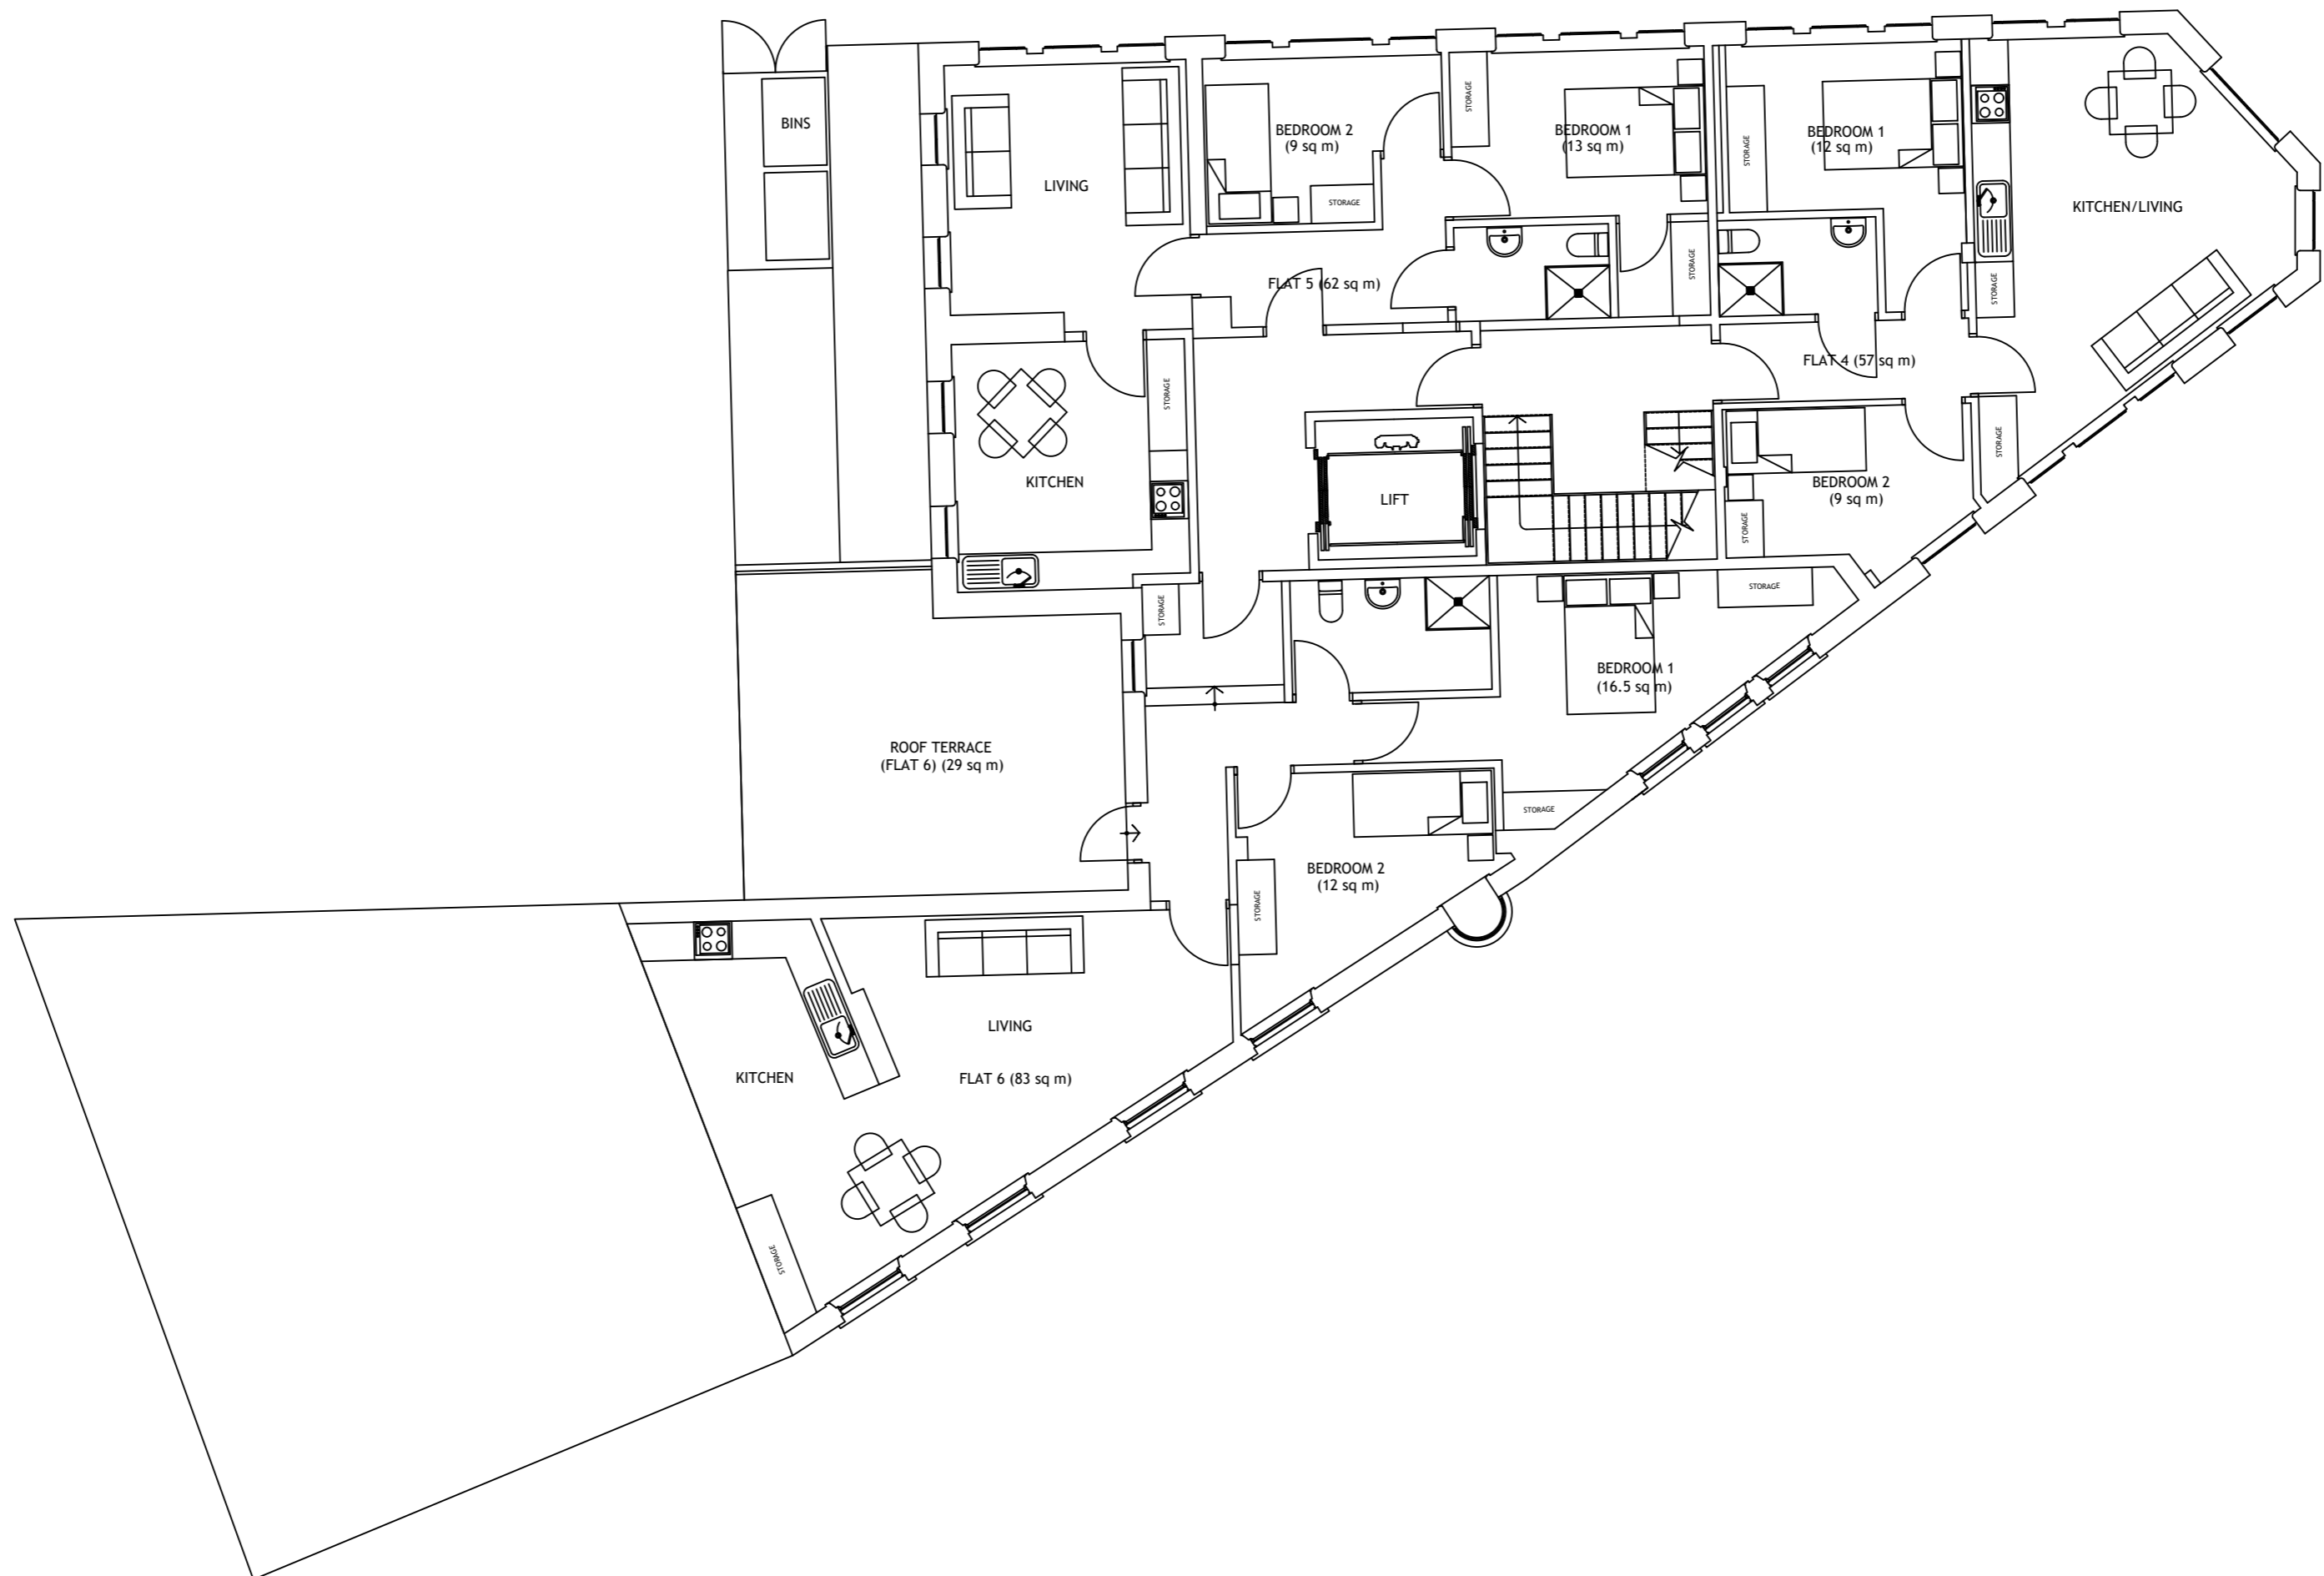 BINS
LIVING
BEDROOM 2
(9 sq m)
STORAGE
STORAGE
BEDROOM 1
(13 sq m)
STORAGE
BEDROOM 1
(12 sq m)
KITCHEN/LIVING
STORAGE
STORAGE
FLAT 5 (62 sq m)
FLAT 4 (57 sq m)
STORAGE
KITCHEN
LIFT
BEDROOM 2
(9 sq m)
STORAGE
STORAGE
STORAGE
STORAGE
BEDROOM 1
(16.5 sq m)
ROOF TERRACE
(FLAT 6) (29 sq m)
STORAGE
BEDROOM 2
(12 sq m)
STORAGE
LIVING
KITCHEN
FLAT 6 (83 sq m)
STORAGE